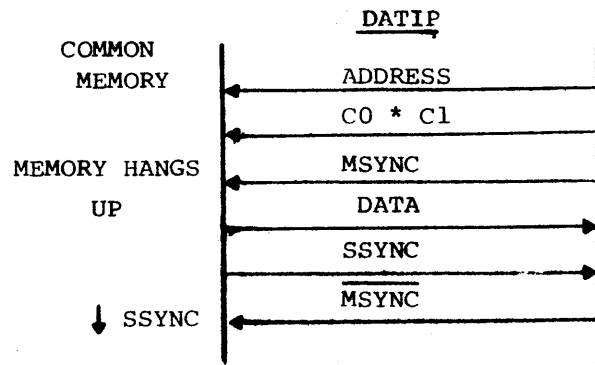 DATIP
COMMON
MEMORY
ADDRESS
C0 * C1
MEMORY HANGS
UP
MSYNC
DATA
SSYNC
MSYNC
↓ SSYNC